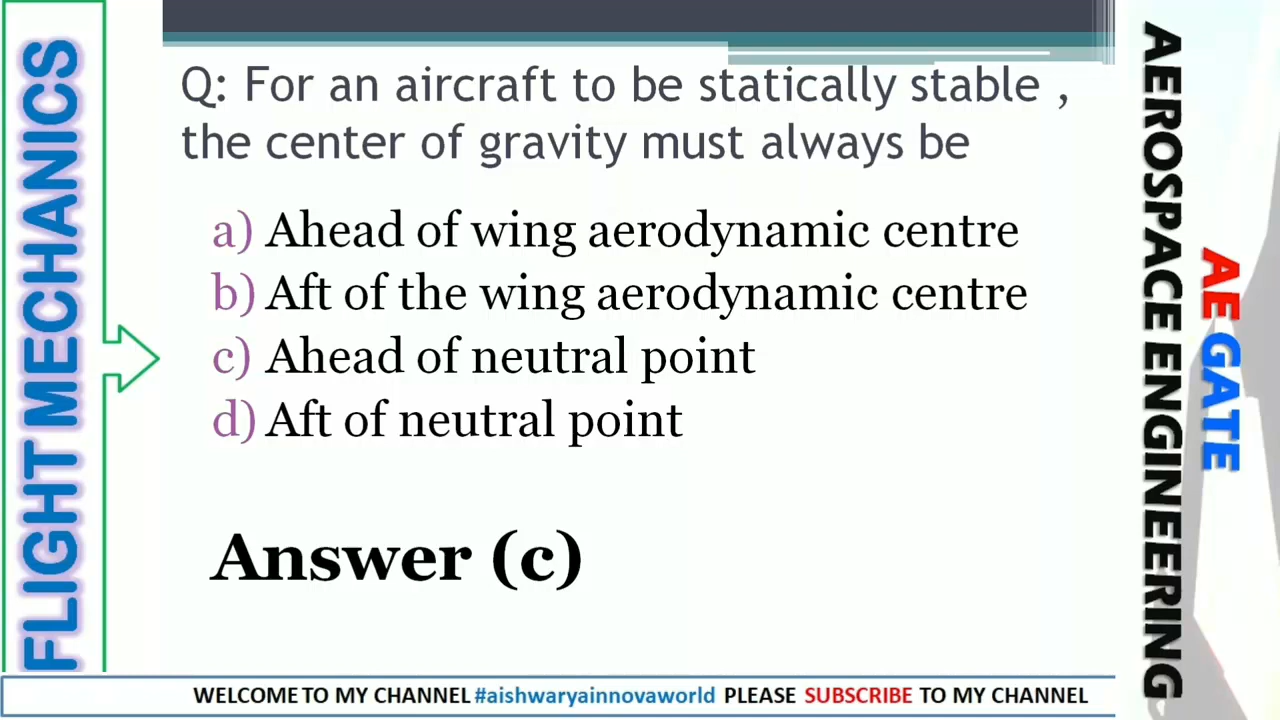 FLIGHT MECHANICS
Q: For an aircraft to be statically stable ,
the center of gravity must always be
a) Ahead of wing aerodynamic centre
b) Aft of the wing aerodynamic centre
c) Ahead of neutral point
d) Aft of neutral point
Answer (c)
AEROSPACE ENGINEERING
AE GATE
WELCOME TO MY CHANNEL #aishwaryainnovaworld PLEASE SUBSCRIBE TO MY CHANNEL